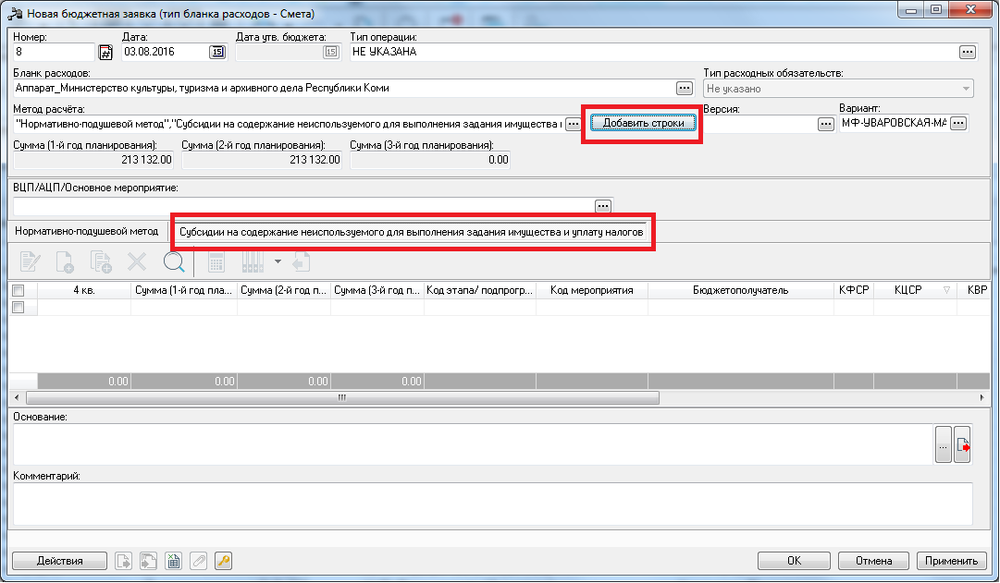 Новая бюджетная заявка (тип бланка расходов - Смета)
Номер: Дата: Дата утв. бюджета: Тип операции:
8 03.08.2016 15 15 НЕ УКАЗАНА ...
Бланк расходов: Тип расходных обязательств:
Аппарат_Министерство культуры, туризма и архивного дела Республики Коми ... Не указано
Метод расчёта: Версия: Вариант:
"Нормативно-подушевой метод","Субсидии на содержание неиспользуемого для выполнения задания имущества ... Добавить строки ... МФ-УВАРОВСКАЯ-МА ...
Сумма (1-й год планирования): Сумма (2-й год планирования): Сумма (3-й год планирования):
213 132.00 213 132.00 0.00
ВЦП/АЦП/Основное мероприятие:
...
Нормативно-подушевой метод Субсидии на содержание неиспользуемого для выполнения задания имущества и уплату налогов
4 кв. Сумма (1-й год пла... Сумма (2-й год п... Сумма (3-й год п... Код этапа/ подпрогр... Код мероприятия Бюджетополучатель КФСР КЦСР КВР
0.00 0.00 0.00 0.00
Основание:
...
Комментарий:
Действия ОК Отмена Применить